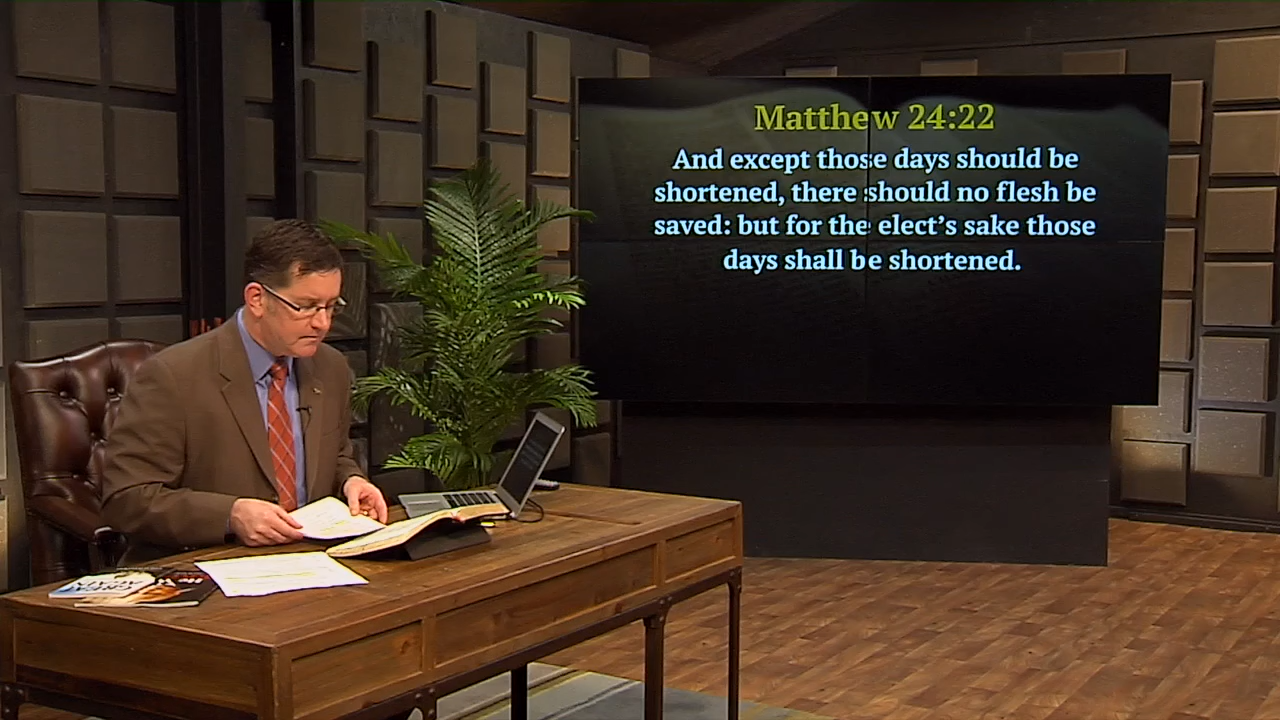 Matthew 24:22
And except those days should be
shortened, there should no flesh be
saved: but for the elect's sake those
days shall be shortened.